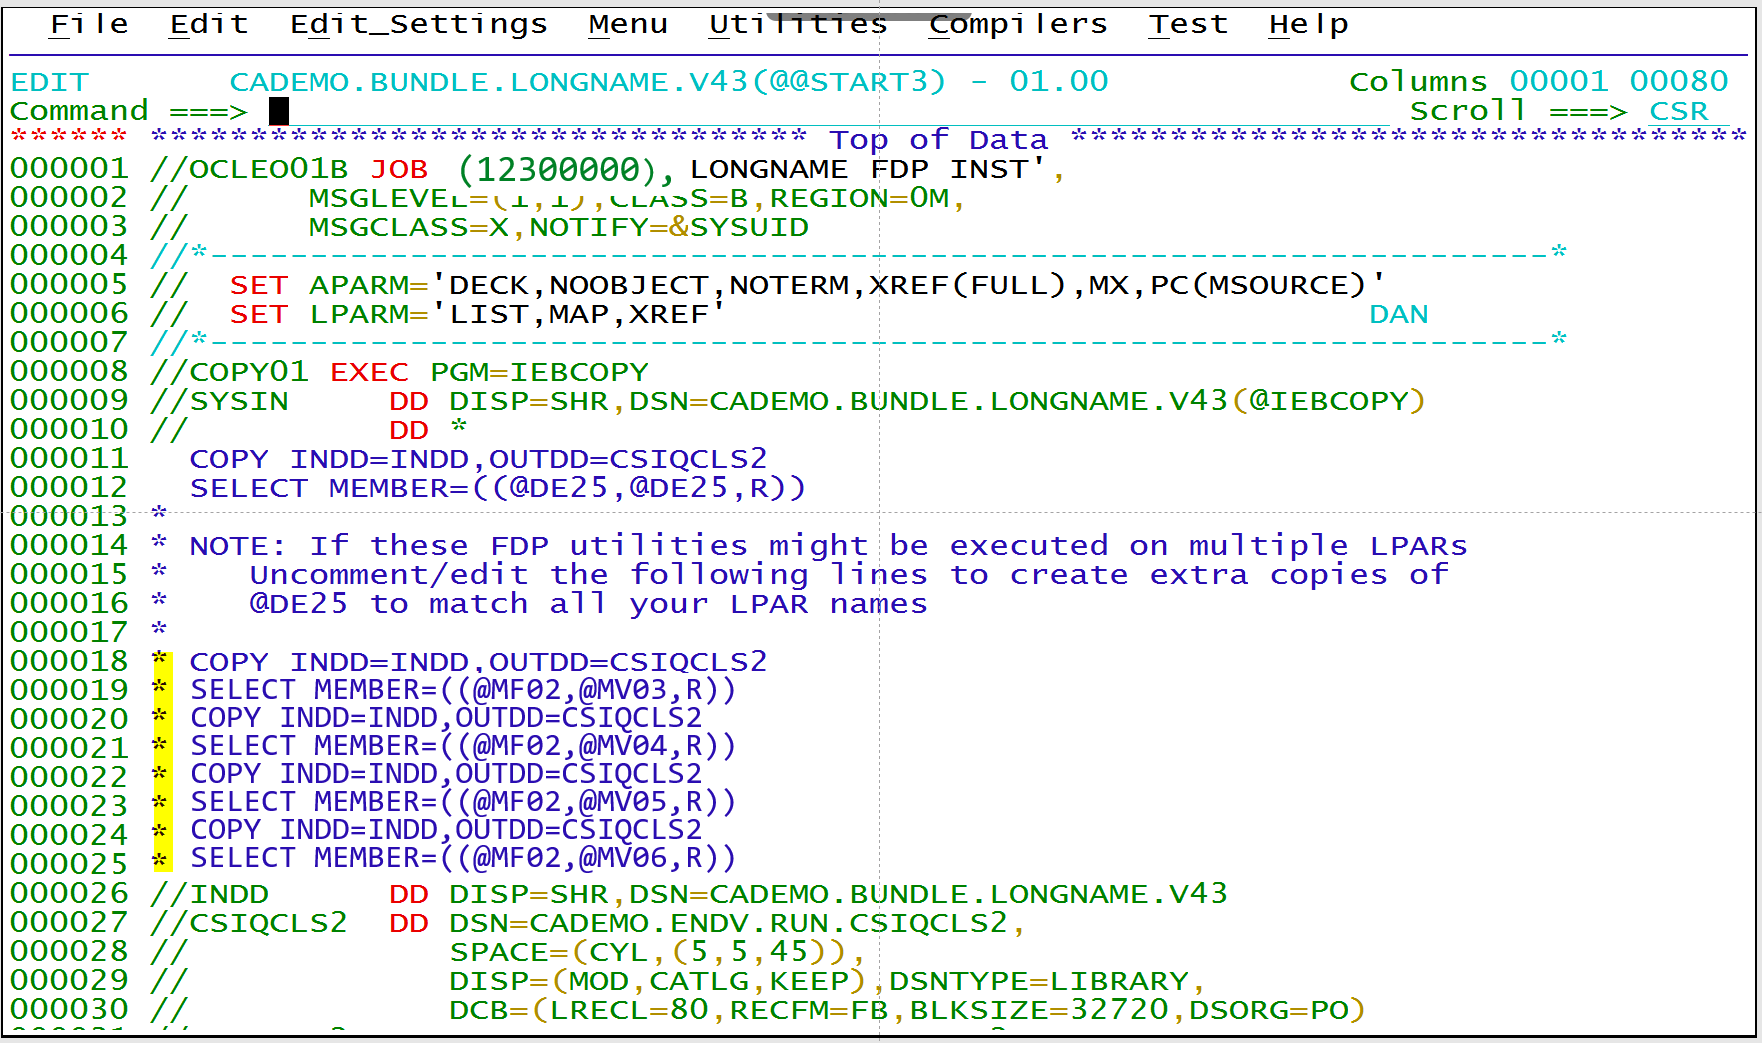 File  Edit  Edit_Settings  Menu  Utilities  Compilers  Test  Help
EDIT       CADEMO.BUNDLE.LONGNAME.V43(@@START3) - 01.00            Columns 00001 00080
Command ===>                                                          Scroll ===> CSR
****** ********************************* Top of Data **********************************
000001 //OCLEO01B JOB (12300000), LONGNAME FDP INST',
000002 //      MSGLEVEL=(1,1),CLASS=B,REGION=0M,
000003 //      MSGCLASS=X,NOTIFY=&SYSUID
000004 //*-------------------------------------------------------------------*
000005 //  SET APARM='DECK,NOOBJECT,NOTERM,XREF(FULL),MX,PC(MSOURCE)'
000006 //  SET LPARM='LIST,MAP,XREF'                                DAN
000007 //*-------------------------------------------------------------------*
000008 //COPY01 EXEC PGM=IEBCOPY
000009 //SYSIN     DD DISP=SHR,DSN=CADEMO.BUNDLE.LONGNAME.V43(@IEBCOPY)
000010 //          DD *
000011   COPY INDD=INDD,OUTDD=CSIQCLS2
000012   SELECT MEMBER=((@DE25,@DE25,R))
000013 *
000014 * NOTE: If these FDP utilities might be executed on multiple LPARs
000015 *    Uncomment/edit the following lines to create extra copies of
000016 *    @DE25 to match all your LPAR names
000017 *
000018 * COPY INDD=INDD,OUTDD=CSIQCLS2
000019 * SELECT MEMBER=((@MF02,@MV03,R))
000020 * COPY INDD=INDD,OUTDD=CSIQCLS2
000021 * SELECT MEMBER=((@MF02,@MV04,R))
000022 * COPY INDD=INDD,OUTDD=CSIQCLS2
000023 * SELECT MEMBER=((@MF02,@MV05,R))
000024 * COPY INDD=INDD,OUTDD=CSIQCLS2
000025 * SELECT MEMBER=((@MF02,@MV06,R))
000026 //INDD      DD DISP=SHR,DSN=CADEMO.BUNDLE.LONGNAME.V43
000027 //CSIQCLS2  DD DSN=CADEMO.ENDV.RUN.CSIQCLS2,
000028 //             SPACE=(CYL,(5,5,45)),
000029 //             DISP=(MOD,CATLG,KEEP),DSNTYPE=LIBRARY,
000030 //             DCB=(LRECL=80,RECFM=FB,BLKSIZE=32720,DSORG=PO)